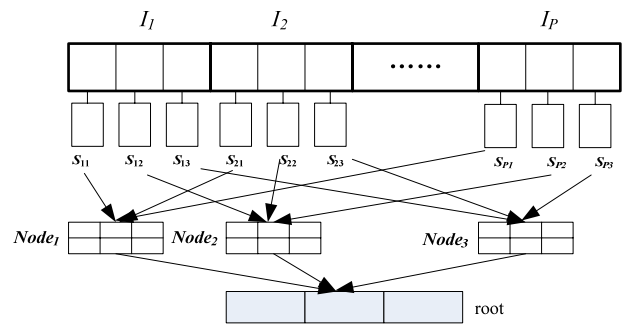 I1 I2 IP
......
S11 S12 S13 S21 S22 S23 SP1 SP2 SP3
Node1 Node2 Node3
root